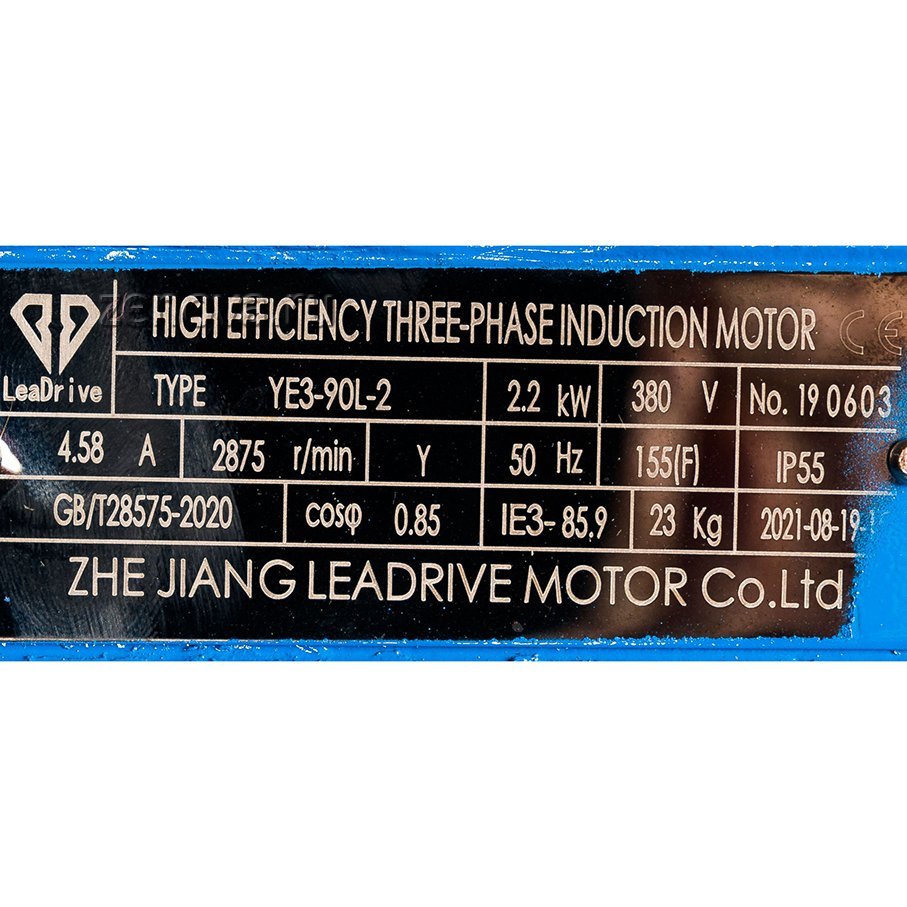 HIGH EFFICIENCY THREE-PHASE INDUCTION MOTOR CE
LeaDrive
TYPE YE3-90L-2 2.2 kW 380 V No. 190603
4.58 A 2875 r/min Y 50 Hz 155(F) IP55
GB/T28575-2020 cosφ 0.85 IE3-85.9 23 Kg 2021-08-19
ZHE JIANG LEADRIVE MOTOR Co.Ltd